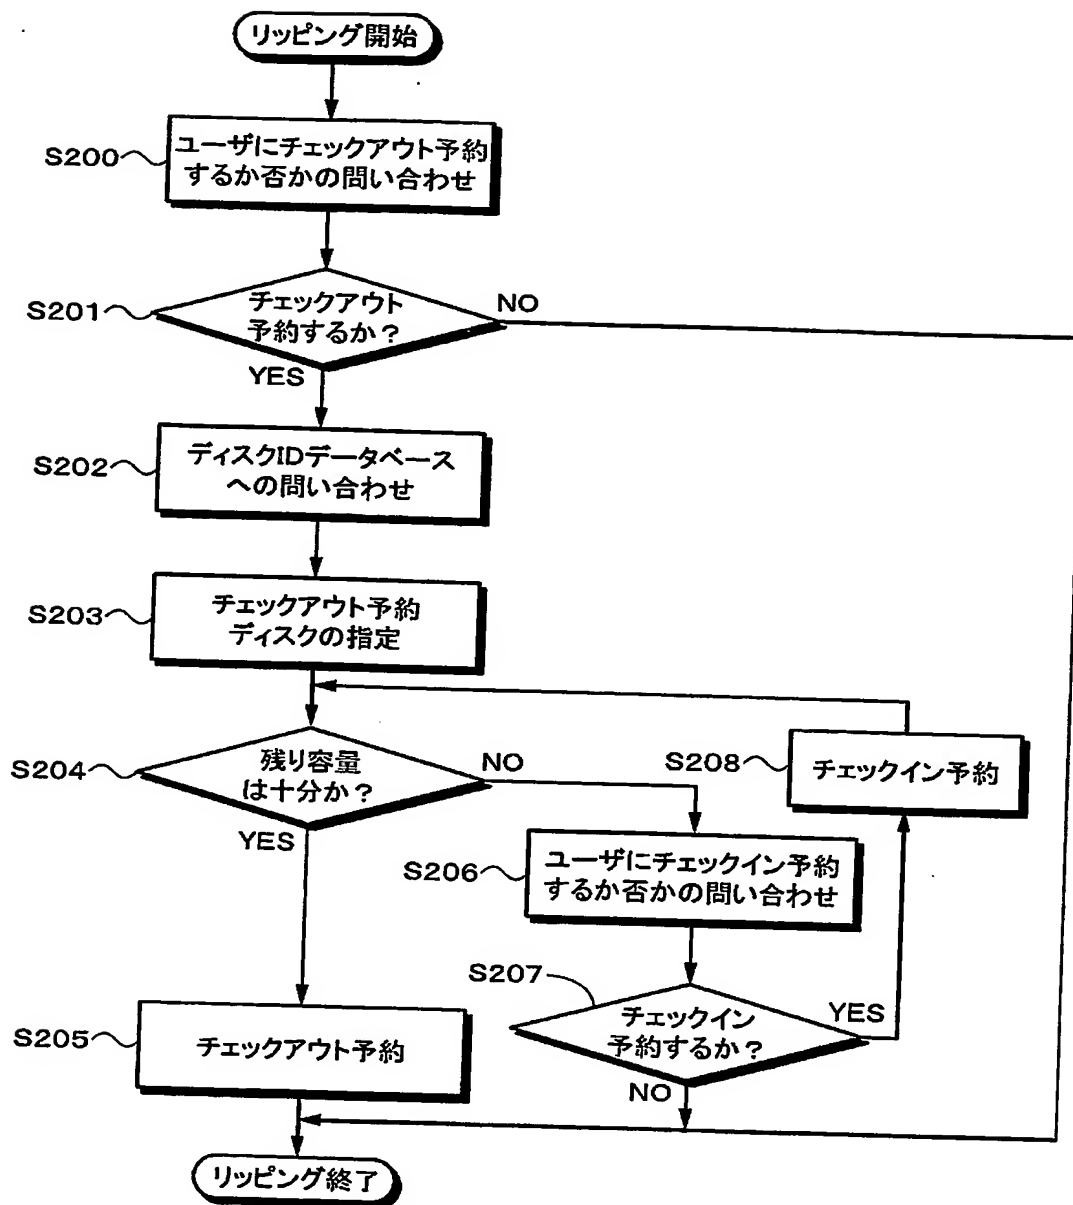 リッピング開始
S200
ユーザにチェックアウト予約
するか否かの問い合わせ
S201
チェックアウト
予約するか？
NO
YES
S202
ディスクIDデータベース
への問い合わせ
S203
チェックアウト予約
ディスクの指定
S204
残り容量
は十分か？
NO
YES
S208
チェックイン予約
S206
ユーザにチェックイン予約
するか否かの問い合わせ
S207
チェックイン
予約するか？
YES
NO
S205
チェックアウト予約
リッピング終了